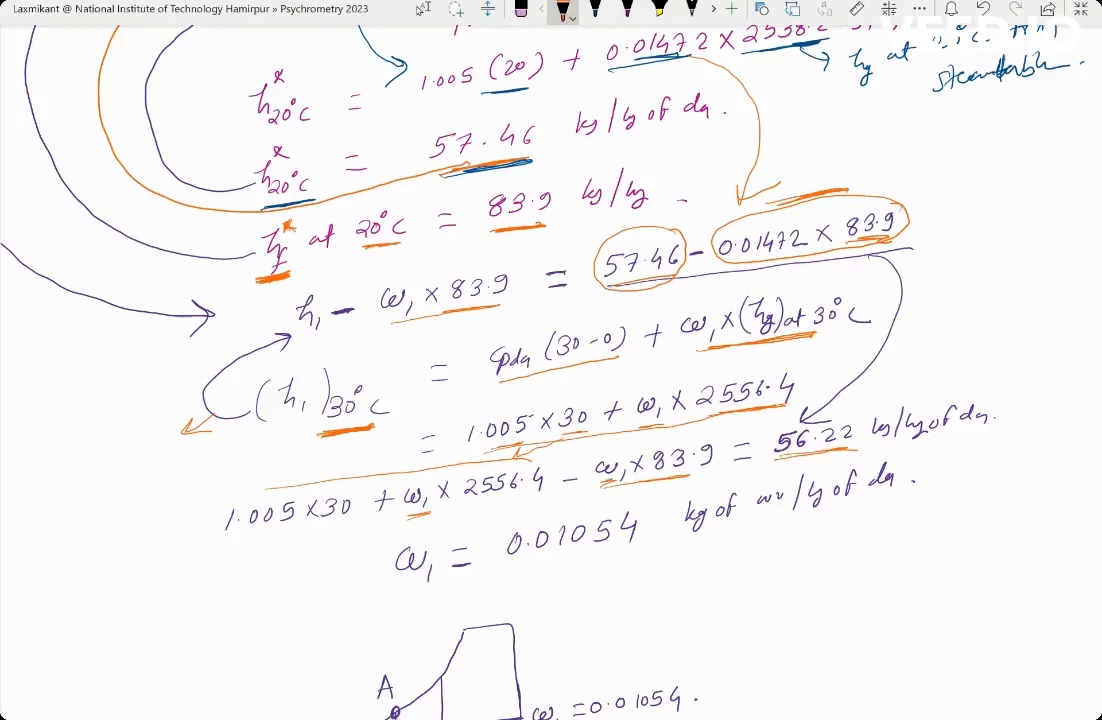 Laxmikant @ National Institute of Technology Hamirpur » Psychrometry 2023
h*20°C = 1.005 (20) + 0.01472 × 2538.2
hg at
steamtable.
h*20°C = 57.46 kJ/kg of da.
hf* at 20°C = 83.9 kJ/kg
h₁ - ω₁ × 83.9 = 57.46 - 0.01472 × 83.9
(h₁)30°C = Cpda (30-0) + ω₁ × (hg)at 30°C
= 1.005 × 30 + ω₁ × 2556.4
1.005 × 30 + ω₁ × 2556.4 - ω₁ × 83.9 = 56.22 kJ/kg of da.
ω₁ = 0.01054 kg of wv/kg of da.
A
ω₁ = 0.01054.